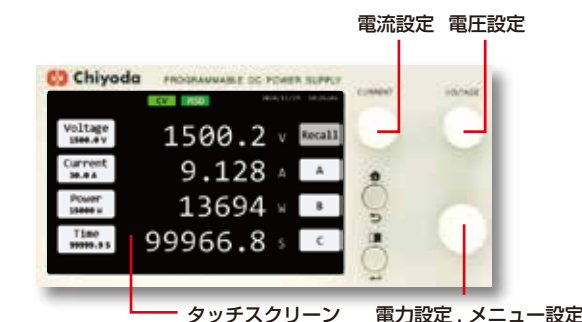 電流設定 電圧設定
Chiyoda PROGRAMMABLE DC POWER SUPPLY
CURRENT VOLTAGE
CV RSD
Voltage 1500.2 V Recall
1500.0 V
Current 9.128 A A
30.0 A
Power 13694 W B
15000 W
Time 99966.8 S C
99999.9 S
タッチスクリーン 電力設定 , メニュー設定